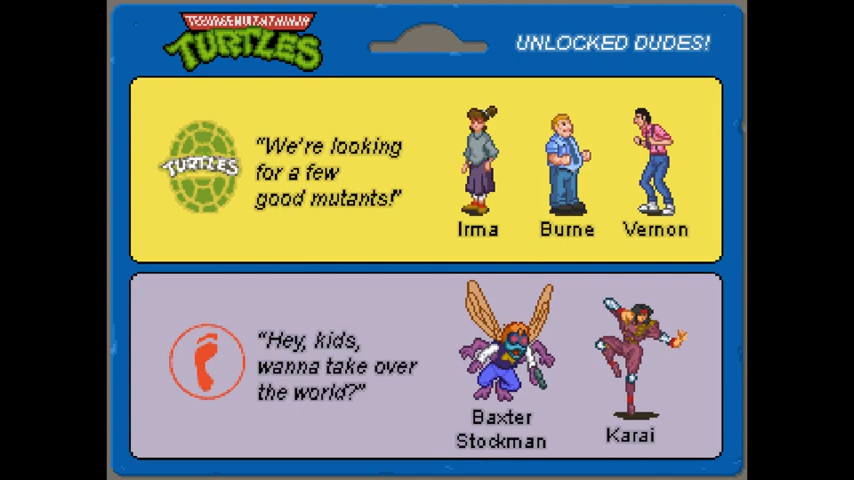 TEENAGE MUTANT NINJA
TURTLES
UNLOCKED DUDES!
TURTLES
"We're looking
for a few
good mutants!"
Irma
Burne
Vernon
"Hey, kids,
wanna take over
the world?"
Baxter
Stockman
Karai